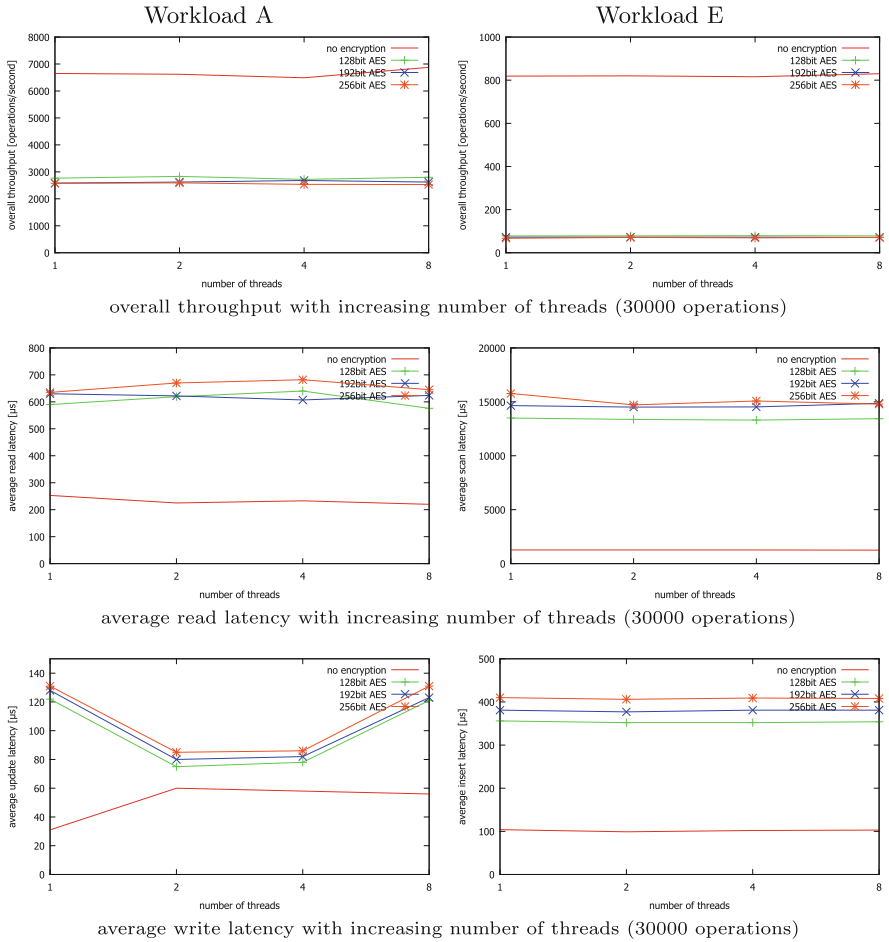 Workload A
Workload E
overall throughput [operations/second]
8000
7000
6000
5000
4000
3000
2000
1000
0
no encryption
128bit AES
192bit AES
256bit AES
1 2 4 8
number of threads
overall throughput [operations/second]
1000
800
600
400
200
0
no encryption
128bit AES
192bit AES
256bit AES
1 2 4 8
number of threads
overall throughput with increasing number of threads (30000 operations)
average read latency [µs]
800
700
600
500
400
300
200
100
0
no encryption
128bit AES
192bit AES
256bit AES
1 2 4 8
number of threads
average scan latency [µs]
20000
15000
10000
5000
0
no encryption
128bit AES
192bit AES
256bit AES
1 2 4 8
number of threads
average read latency with increasing number of threads (30000 operations)
average update latency [µs]
140
120
100
80
60
40
20
0
no encryption
128bit AES
192bit AES
256bit AES
1 2 4 8
number of threads
average insert latency [µs]
500
400
300
200
100
0
no encryption
128bit AES
192bit AES
256bit AES
1 2 4 8
number of threads
average write latency with increasing number of threads (30000 operations)